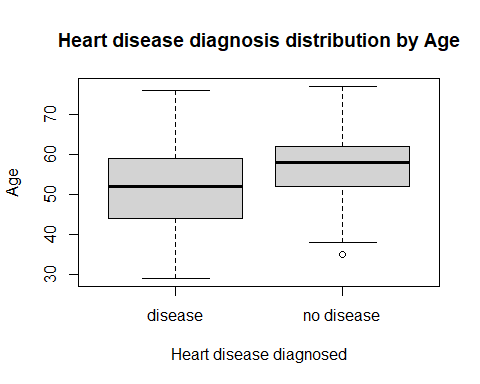 Heart disease diagnosis distribution by Age
Age
70
60
50
40
30
disease
no disease
Heart disease diagnosed